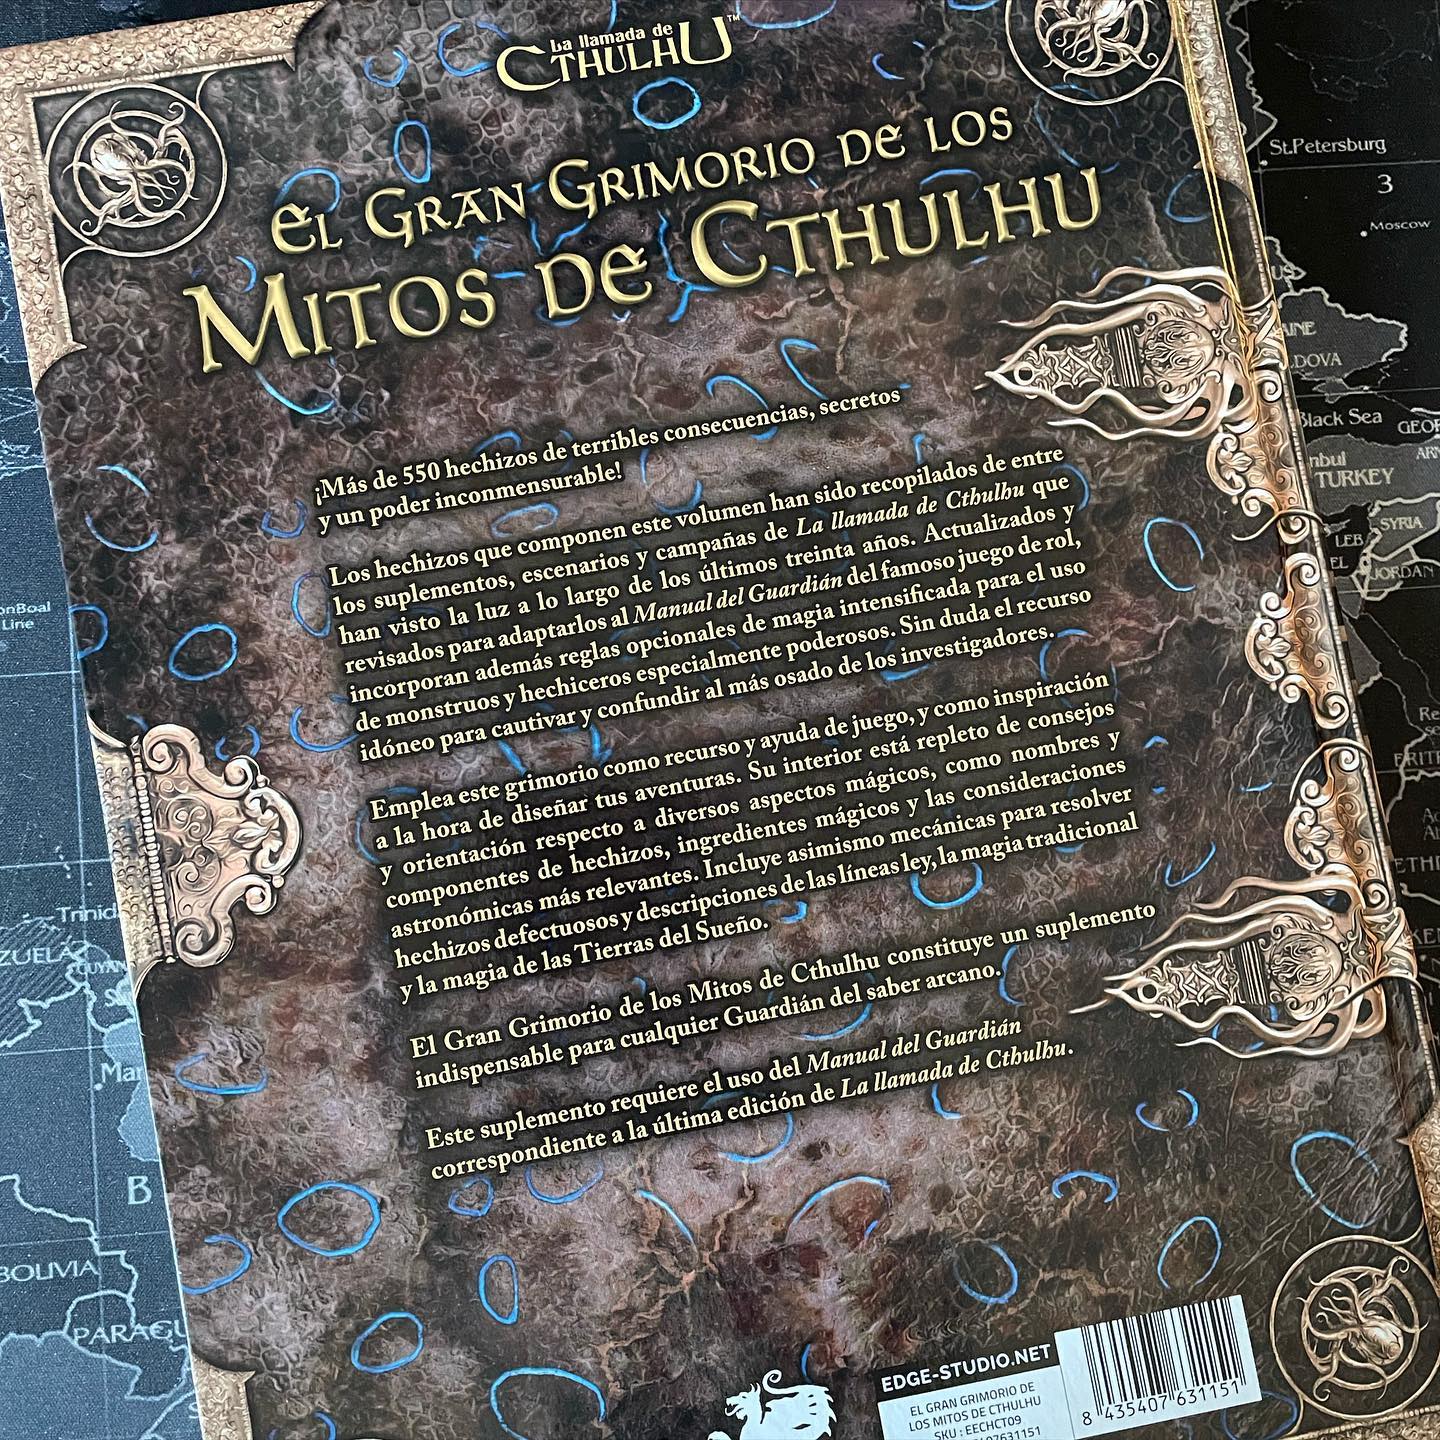 La llamada de
CTHULHU™
EL GRAN GRIMORIO DE LOS
MITOS DE CTHULHU
¡Más de 550 hechizos de terribles consecuencias, secretos
y un poder inconmensurable!
Los hechizos que componen este volumen han sido recopilados de entre
los suplementos, escenarios y campañas de La llamada de Cthulhu que
han visto la luz a lo largo de los últimos treinta años. Actualizados y
revisados para adaptarlos al Manual del Guardián del famoso juego de rol,
incorporan además reglas opcionales de magia intensificada para el uso
de monstruos y hechiceros especialmente poderosos. Sin duda el recurso
idóneo para cautivar y confundir al más osado de los investigadores.
Emplea este grimorio como recurso y ayuda de juego, y como inspiración
a la hora de diseñar tus aventuras. Su interior está repleto de consejos
y orientación respecto a diversos aspectos mágicos, como nombres y
componentes de hechizos, ingredientes mágicos y las consideraciones
astronómicas más relevantes. Incluye asimismo mecánicas para resolver
hechizos defectuosos y descripciones de las líneas ley, la magia tradicional
y la magia de las Tierras del Sueño.
El Gran Grimorio de los Mitos de Cthulhu constituye un suplemento
indispensable para cualquier Guardián del saber arcano.
Este suplemento requiere el uso del Manual del Guardián
correspondiente a la última edición de La llamada de Cthulhu.
EDGE-STUDIO.NET
EL GRAN GRIMORIO DE
LOS MITOS DE CTHULHU
SKU : EECHCT09
8 435407 631151
St.Petersburg
3
Moscow
Black Sea
TURKEY
SYRIA
LEB
JORDAN
Line
B
BOLIVIA